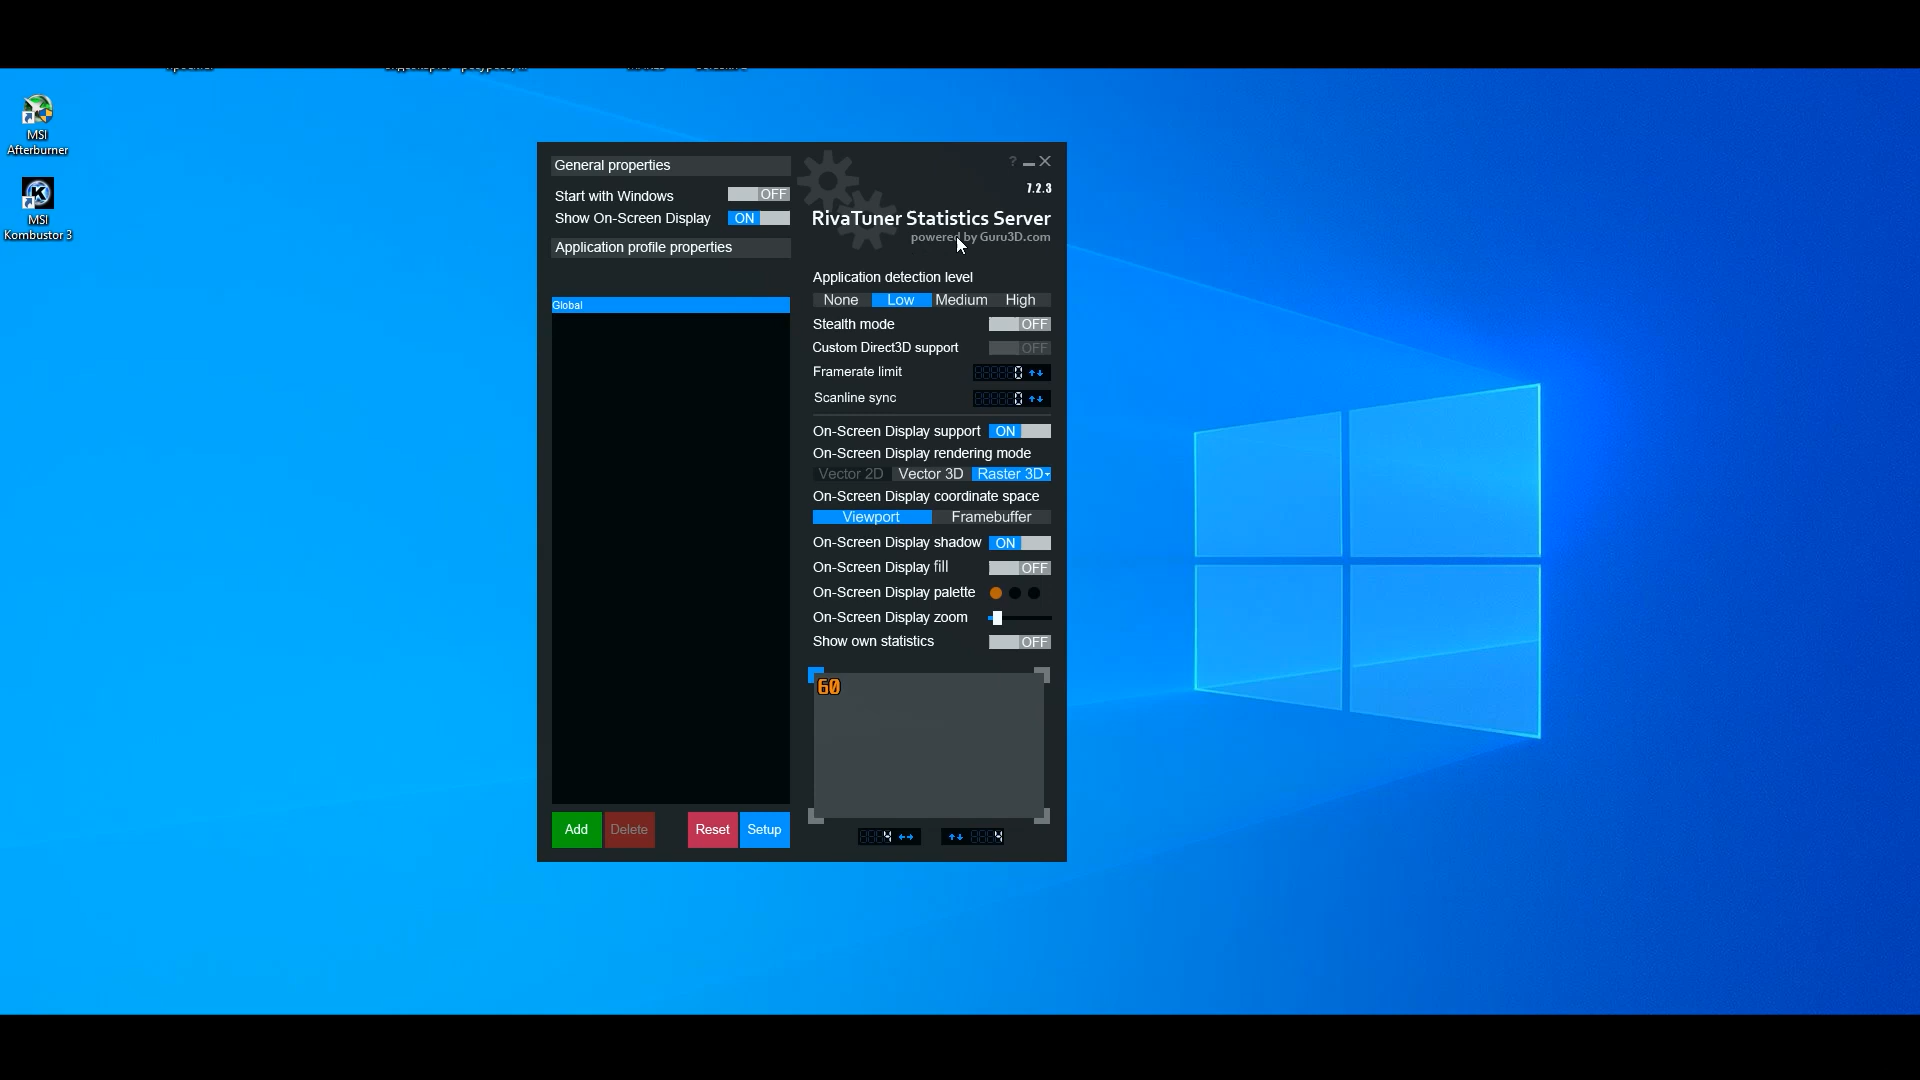 MSI
Afterburner
MSI
Kombustor 3
General properties
Start with Windows OFF
Show On-Screen Display ON
Application profile properties
Global
Add Delete Reset Setup
?
7.2.3
RivaTuner Statistics Server
powered by Guru3D.com
Application detection level
None Low Medium High
Stealth mode OFF
Custom Direct3D support OFF
Framerate limit 0
Scanline sync 0
On-Screen Display support ON
On-Screen Display rendering mode
Vector 2D Vector 3D Raster 3D
On-Screen Display coordinate space
Viewport Framebuffer
On-Screen Display shadow ON
On-Screen Display fill OFF
On-Screen Display palette
On-Screen Display zoom
Show own statistics OFF
60
4 4